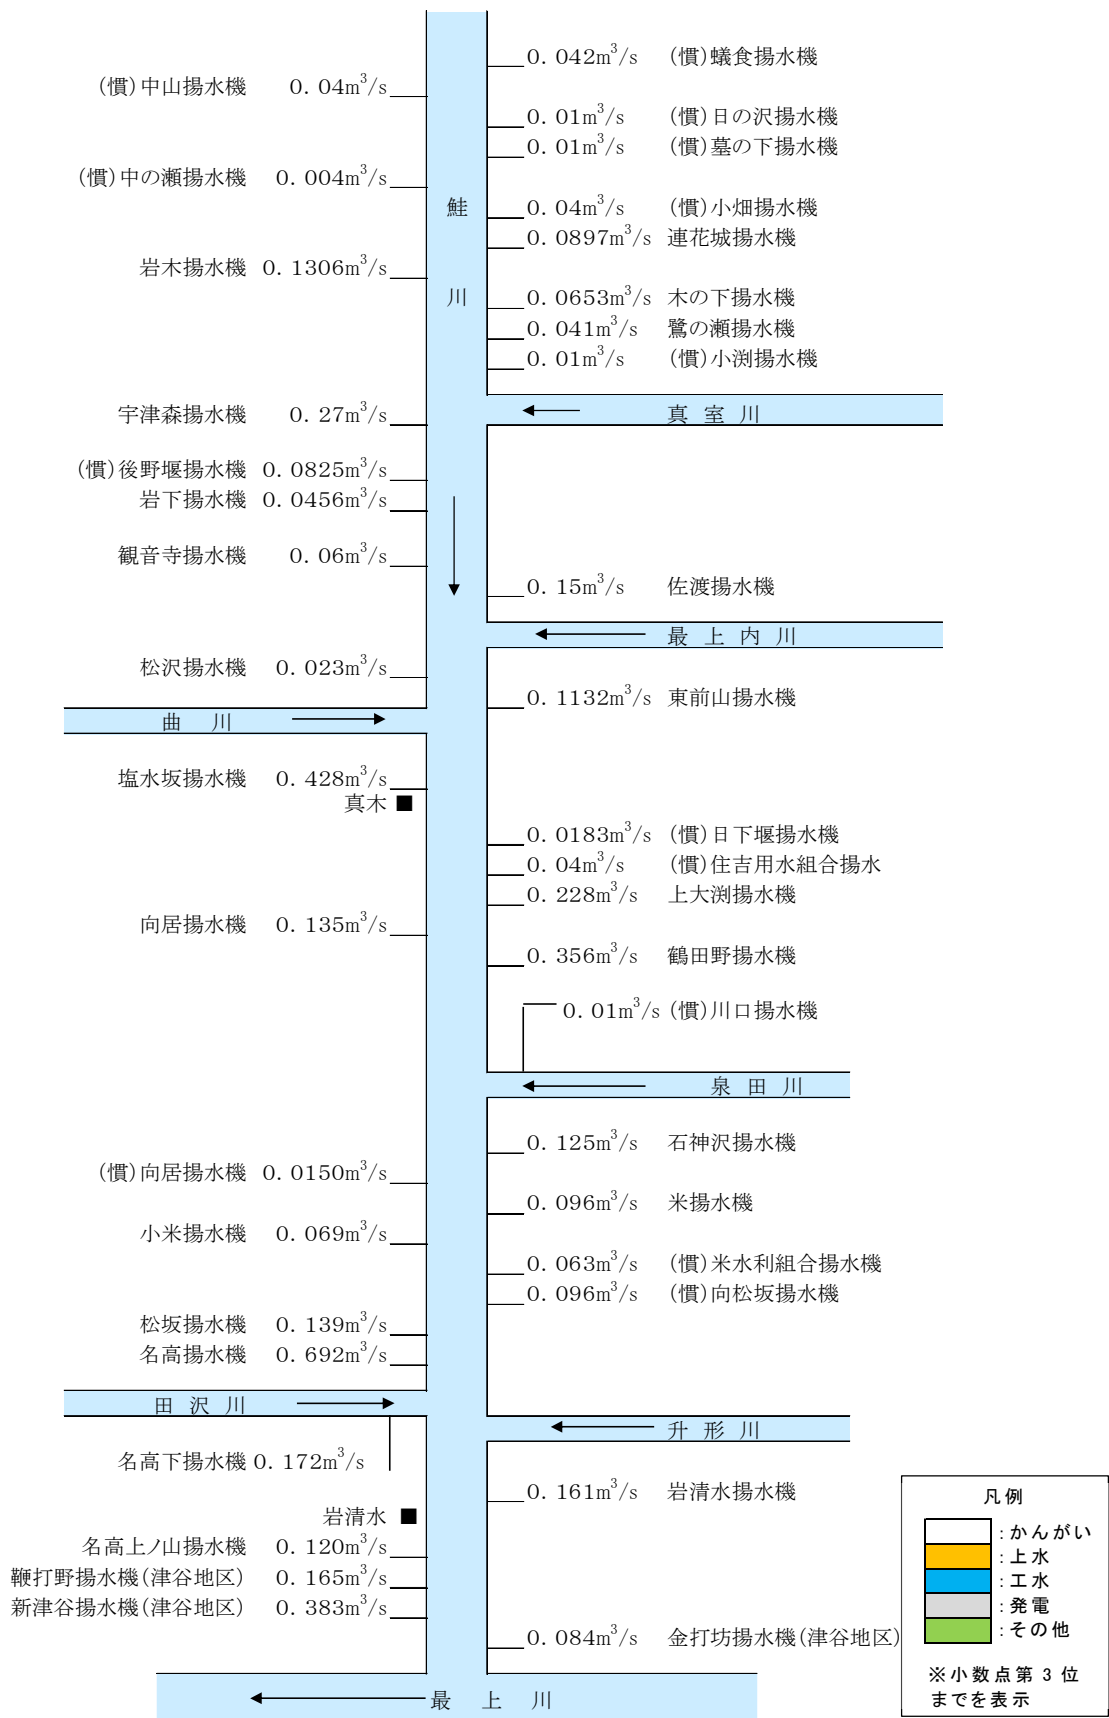 0. 042m³/s (慣)蟻食揚水機
(慣)中山揚水機 0. 04m³/s
0. 01m³/s (慣)日の沢揚水機
0. 01m³/s (慣)墓の下揚水機
(慣)中の瀬揚水機 0. 004m³/s
鮭川
0. 04m³/s (慣)小畑揚水機
0. 0897m³/s 連花城揚水機
岩木揚水機 0. 1306m³/s
0. 0653m³/s 木の下揚水機
0. 041m³/s 鷺の瀬揚水機
0. 01m³/s (慣)小渕揚水機
宇津森揚水機 0. 27m³/s
真室川
(慣)後野堰揚水機 0. 0825m³/s
岩下揚水機 0. 0456m³/s
観音寺揚水機 0. 06m³/s
0. 15m³/s 佐渡揚水機
最上内川
松沢揚水機 0. 023m³/s
0. 1132m³/s 東前山揚水機
曲川
塩水坂揚水機 0. 428m³/s
真木 ■
0. 0183m³/s (慣)日下堰揚水機
0. 04m³/s (慣)住吉用水組合揚水
0. 228m³/s 上大渕揚水機
向居揚水機 0. 135m³/s
0. 356m³/s 鶴田野揚水機
0. 01m³/s (慣)川口揚水機
泉田川
0. 125m³/s 石神沢揚水機
(慣)向居揚水機 0. 0150m³/s
0. 096m³/s 米揚水機
小米揚水機 0. 069m³/s
0. 063m³/s (慣)米水利組合揚水機
0. 096m³/s (慣)向松坂揚水機
松坂揚水機 0. 139m³/s
名高揚水機 0. 692m³/s
田沢川
升形川
名高下揚水機 0. 172m³/s
0. 161m³/s 岩清水揚水機
岩清水 ■
名高上ノ山揚水機 0. 120m³/s
鞭打野揚水機(津谷地区) 0. 165m³/s
新津谷揚水機(津谷地区) 0. 383m³/s
0. 084m³/s 金打坊揚水機(津谷地区)
最上川
凡例
：かんがい
：上水
：工水
：発電
：その他
※小数点第３位
までを表示